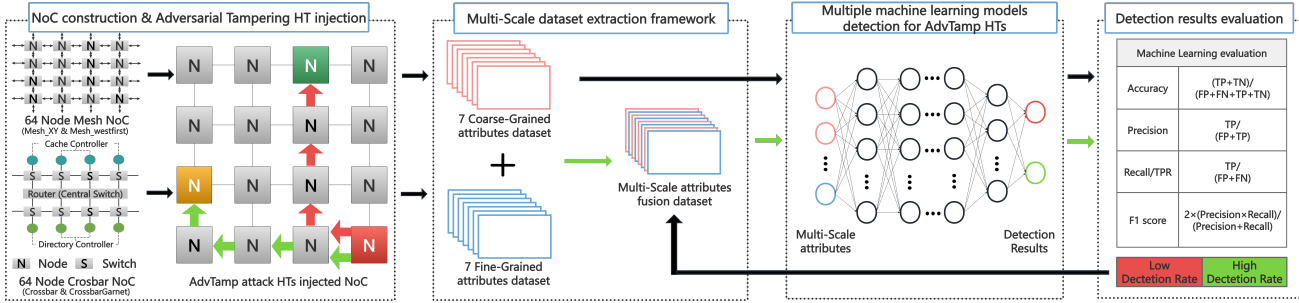 NoC construction & Adversarial Tampering HT injection
N N N N
N N N N
N N N N
N N N N
64 Node Mesh NoC
(Mesh_XY & Mesh_westfirst)
Cache Controller
S S S S
Router (Central Switch)
S S S S
Directory Controller
N Node S Switch
64 Node Crosbar NoC
(Crossbar & CrossbarGarnet)
N N N N
N N N N
N N N N
N N N N
AdvTamp attack HTs injected NoC
Multi-Scale dataset extraction framework
7 Coarse-Grained
attributes dataset
+
7 Fine-Grained
attributes dataset
Multi-Scale attributes
fusion dataset
Multiple machine learning models
detection for AdvTamp HTs
Multi-Scale
attributes
Detection
Results
Detection results evaluation
Machine Learning evaluation
Accuracy
(TP+TN)/
(FP+FN+TP+TN)
Precision
TP/
(FP+TP)
Recall/TPR
TP/
(FP+FN)
F1 score
2×(Precision×Recall)/
(Precision+Recall)
Low
Dectetion Rate
High
Dectetion Rate